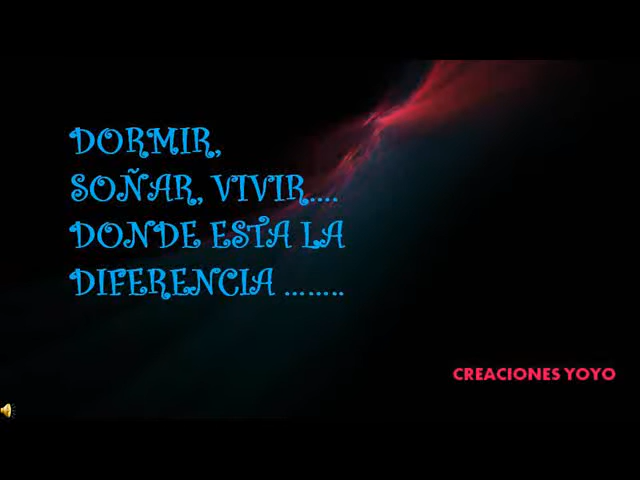 DORMIR,
SOÑAR, VIVIR....
DONDE ESTA LA
DIFERENCIA ........
CREACIONES YOYO